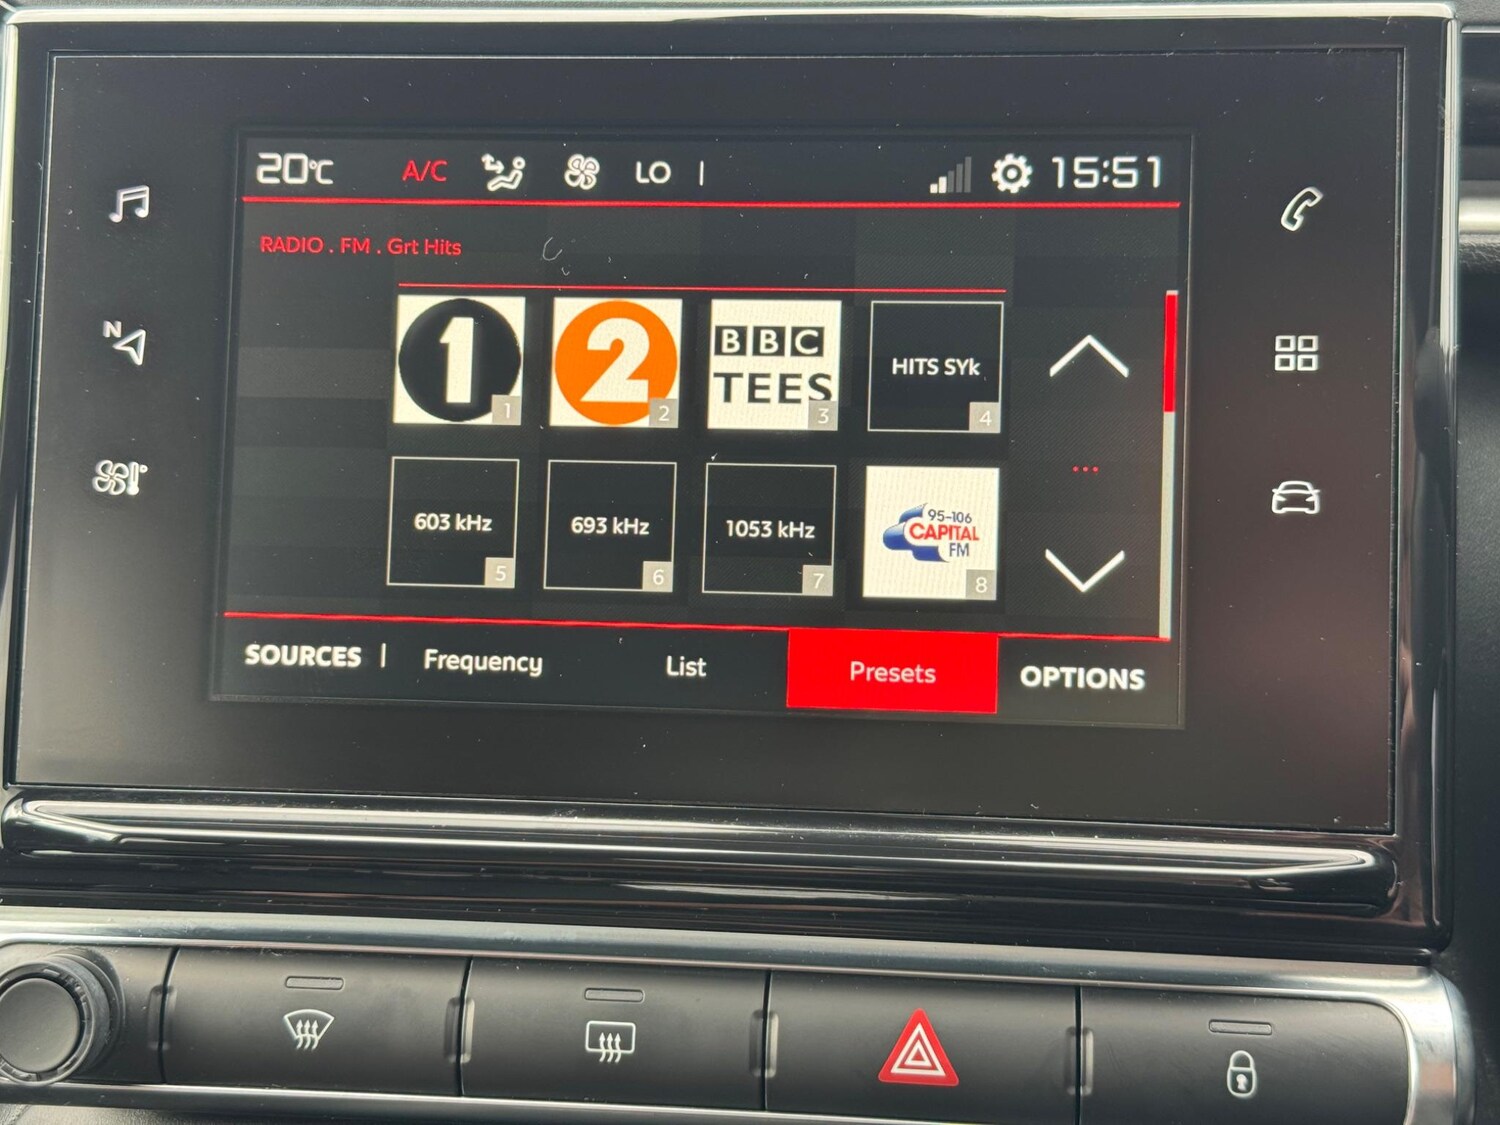 20°C A/C LO | 15:51
RADIO . FM . Grt Hits
1 1
2 2
BBC
TEES 3
HITS SYk 4
603 kHz 5
693 kHz 6
1053 kHz 7
95-106
CAPITAL
FM 8
SOURCES | Frequency List Presets OPTIONS
N